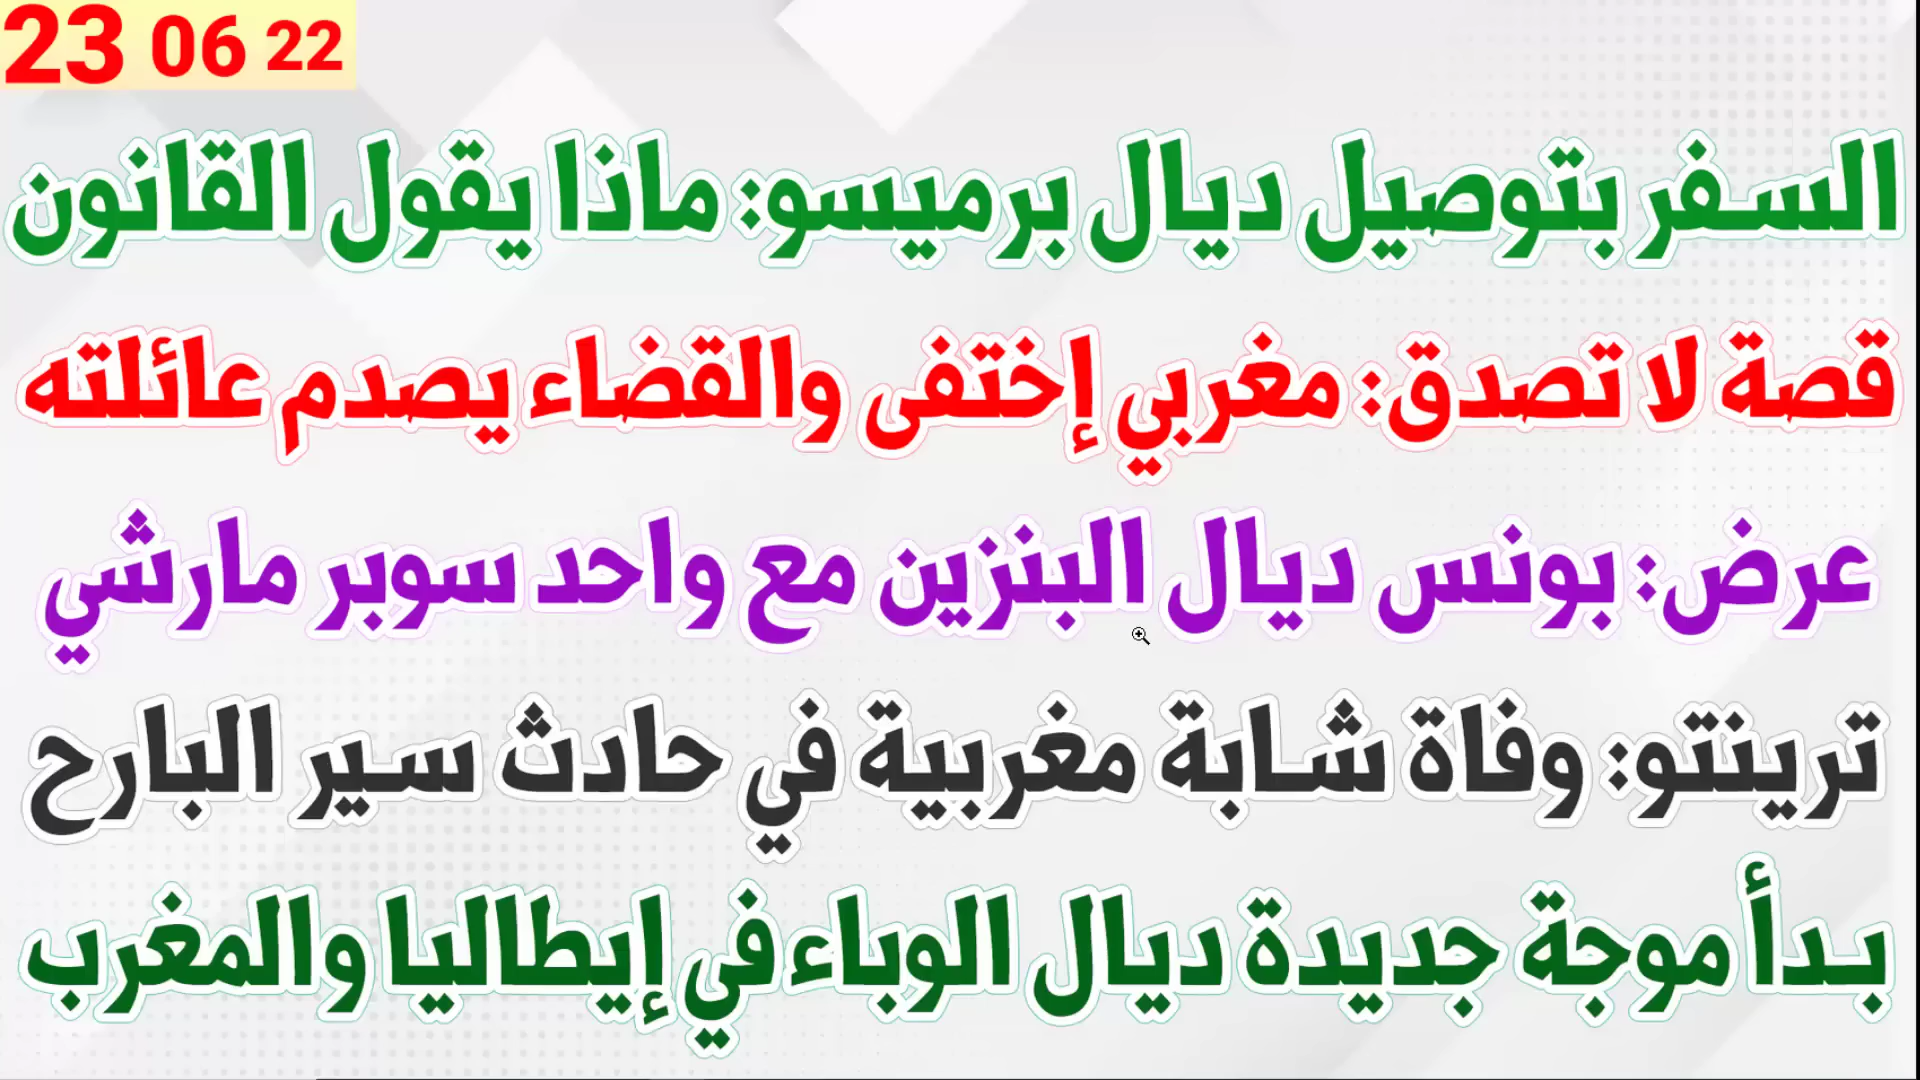 23 06 22
السفر بتوصيل ديال برميسو: ماذا يقول القانون
قصة لا تصدق: مغربي إختفى والقضاء يصدم عائلته
عرض: بونس ديال البنزين مع واحد سوبر مارشي
ترينتو: وفاة شابة مغربية في حادث سير البارح
بدأ موجة جديدة ديال الوباء في إيطاليا والمغرب